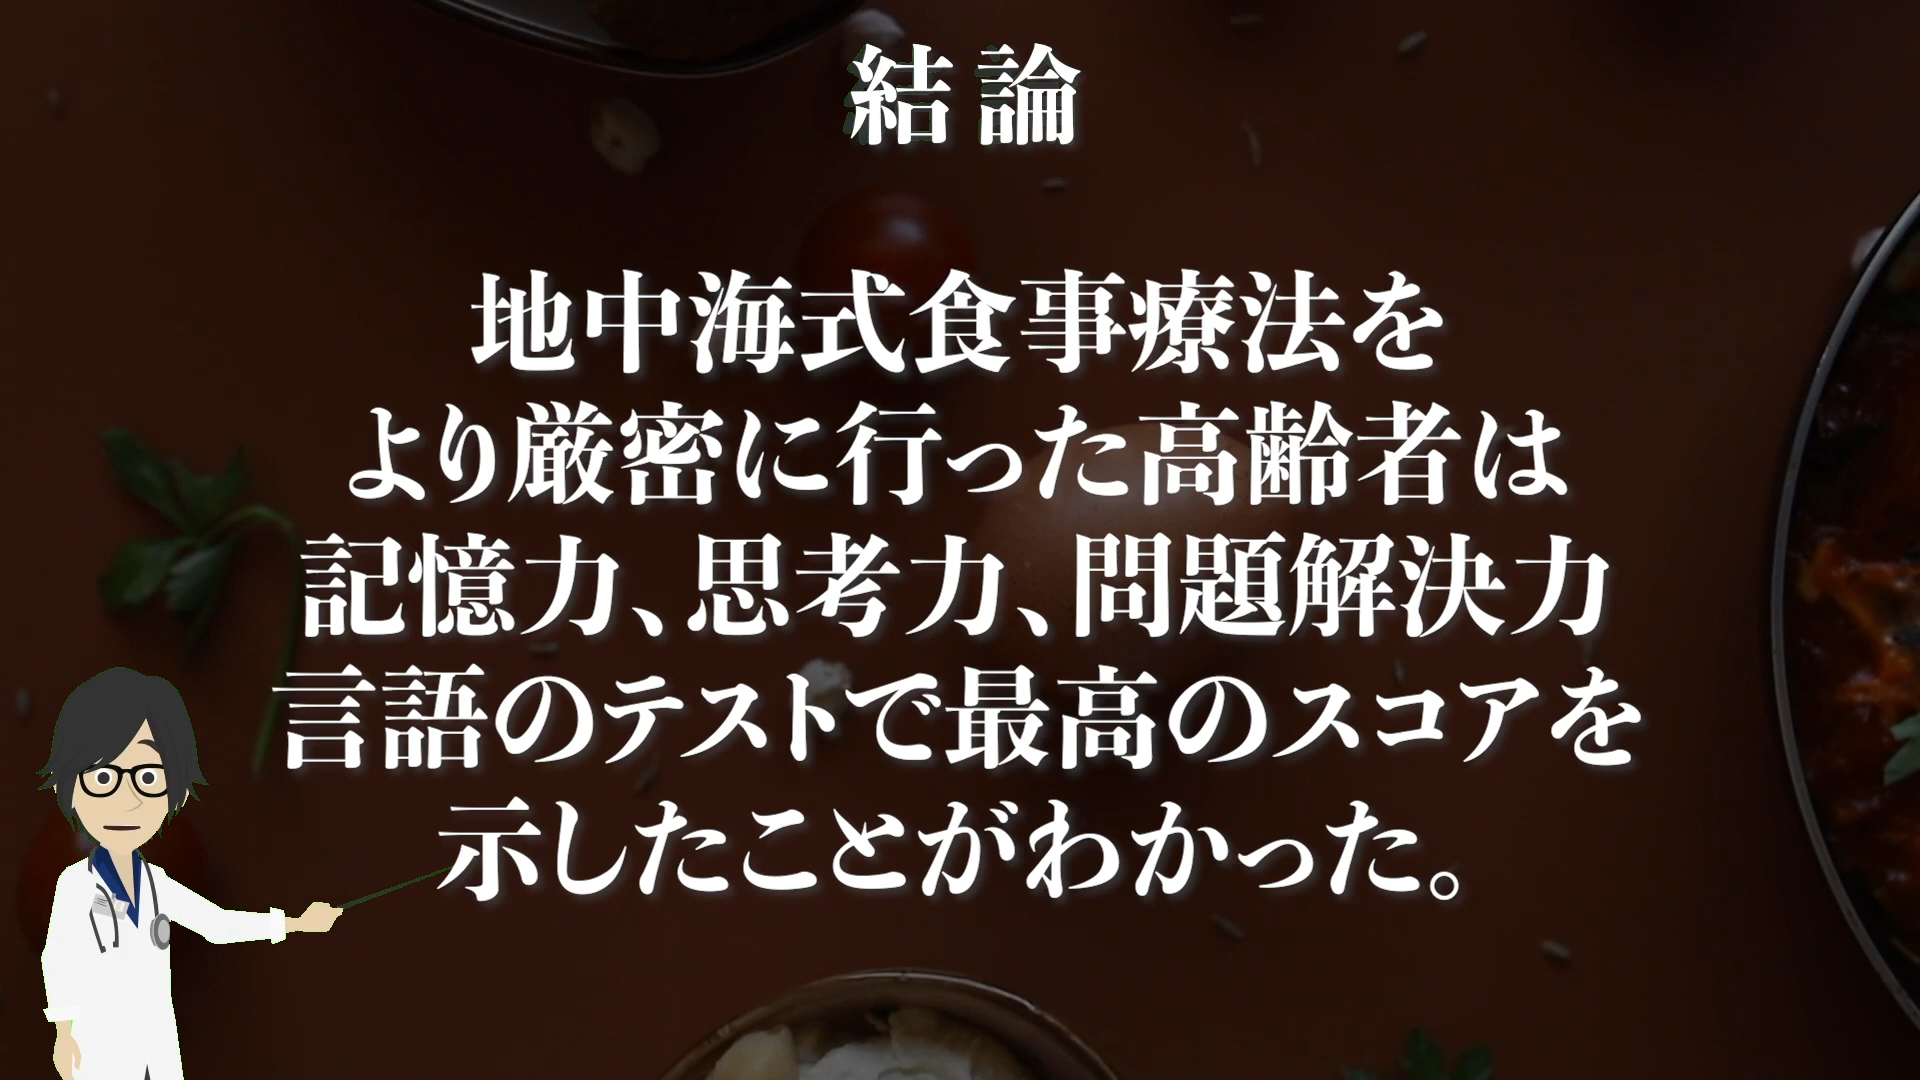 結論
地中海式食事療法を
より厳密に行った高齢者は
記憶力、思考力、問題解決力
言語のテストで最高のスコアを
示したことがわかった。